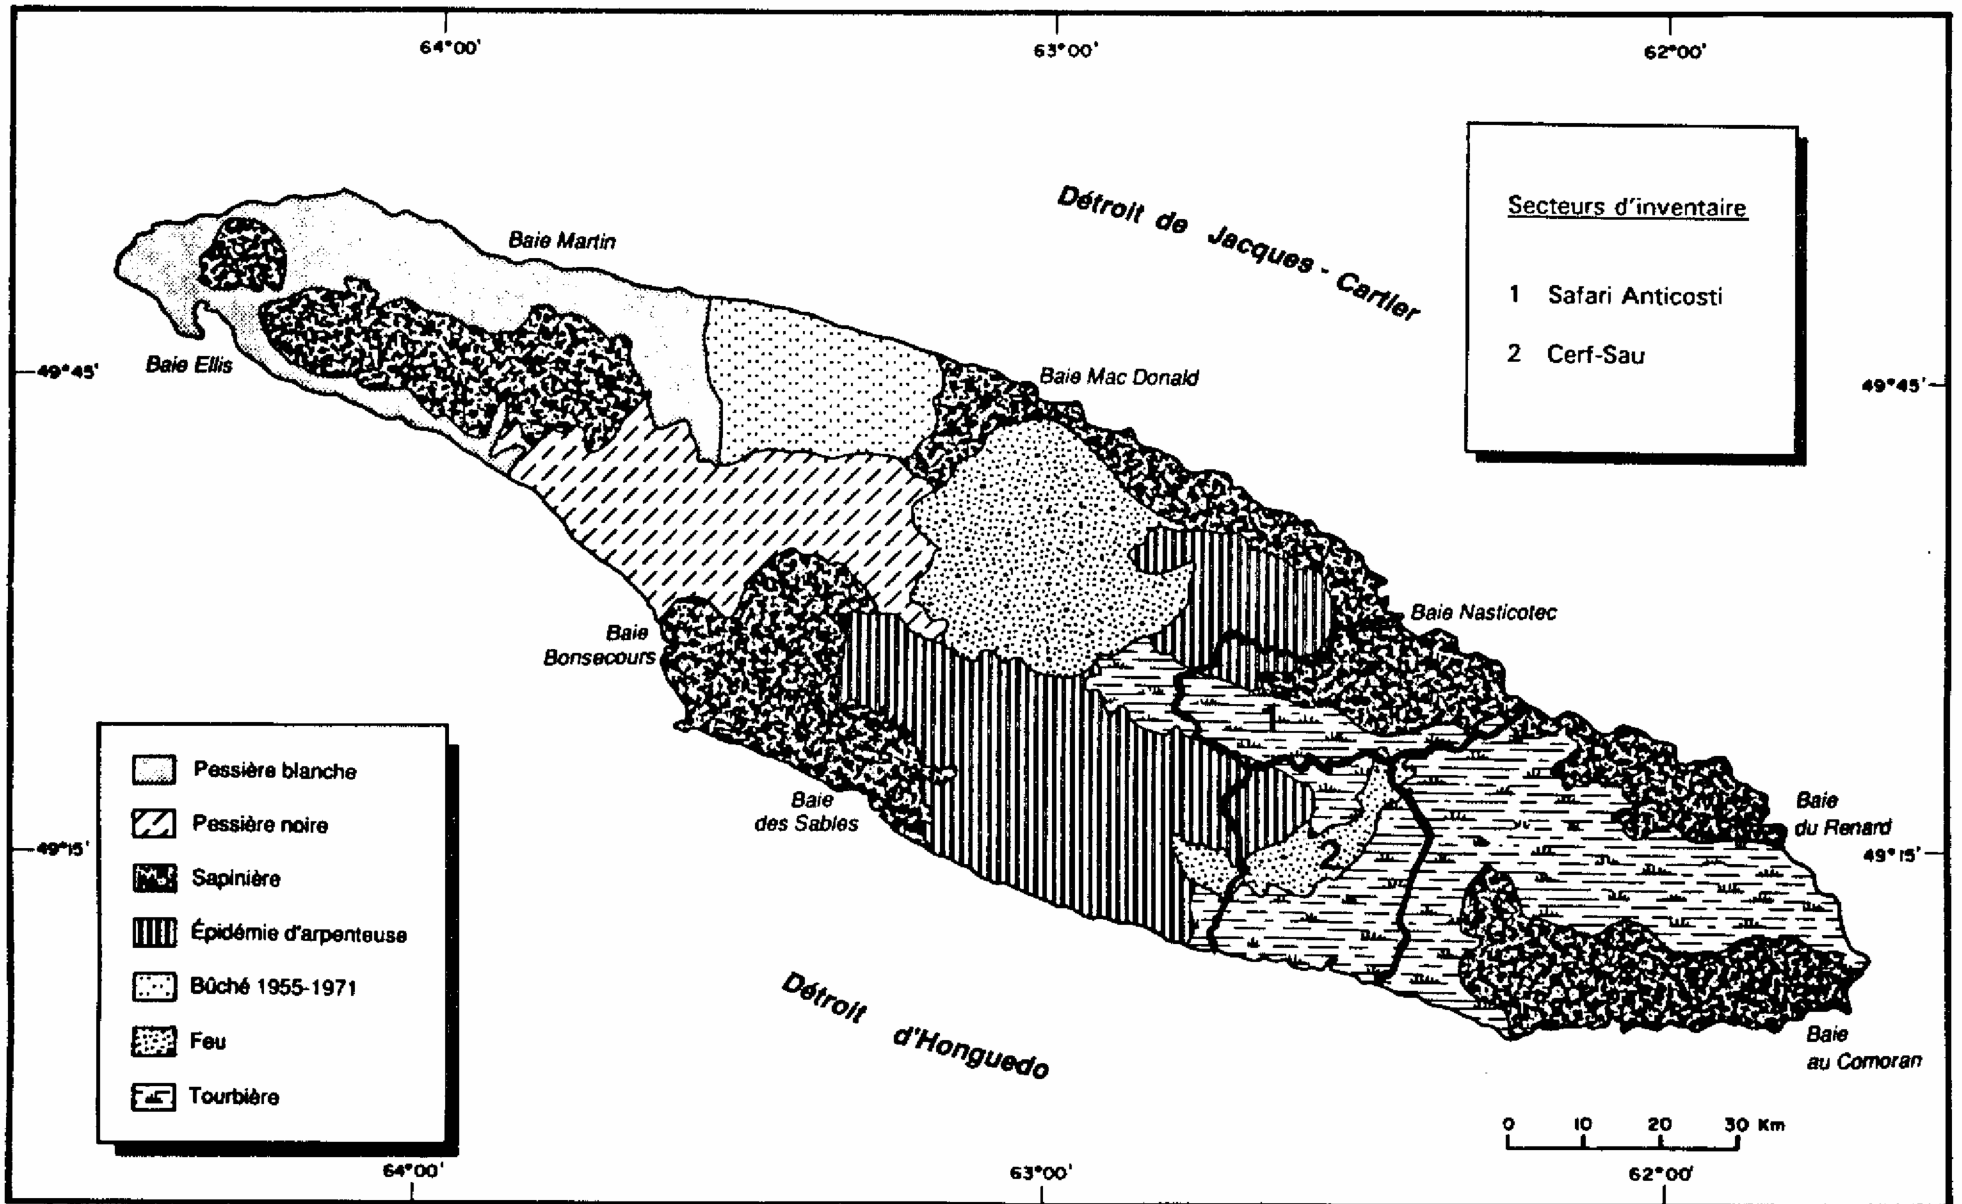 64°00'
63°00'
62°00'
Détroit de Jacques - Cartier
Secteurs d'inventaire
1 Safari Anticosti
2 Cerf-Sau
Baie Martin
Baie Ellis
49°45'
Baie Mac Donald
49°45'
Baie Nasticotec
Baie
Bonsecours
1
Baie
des Sables
Baie
du Renard
49°15'
2
49°15'
Pessière blanche
Pessière noire
Sapinière
Épidémie d'arpenteuse
Bûché 1955-1971
Feu
Tourbière
Détroit d'Honguedo
Baie
au Comoran
0 10 20 30 Km
64°00'
63°00'
62°00'